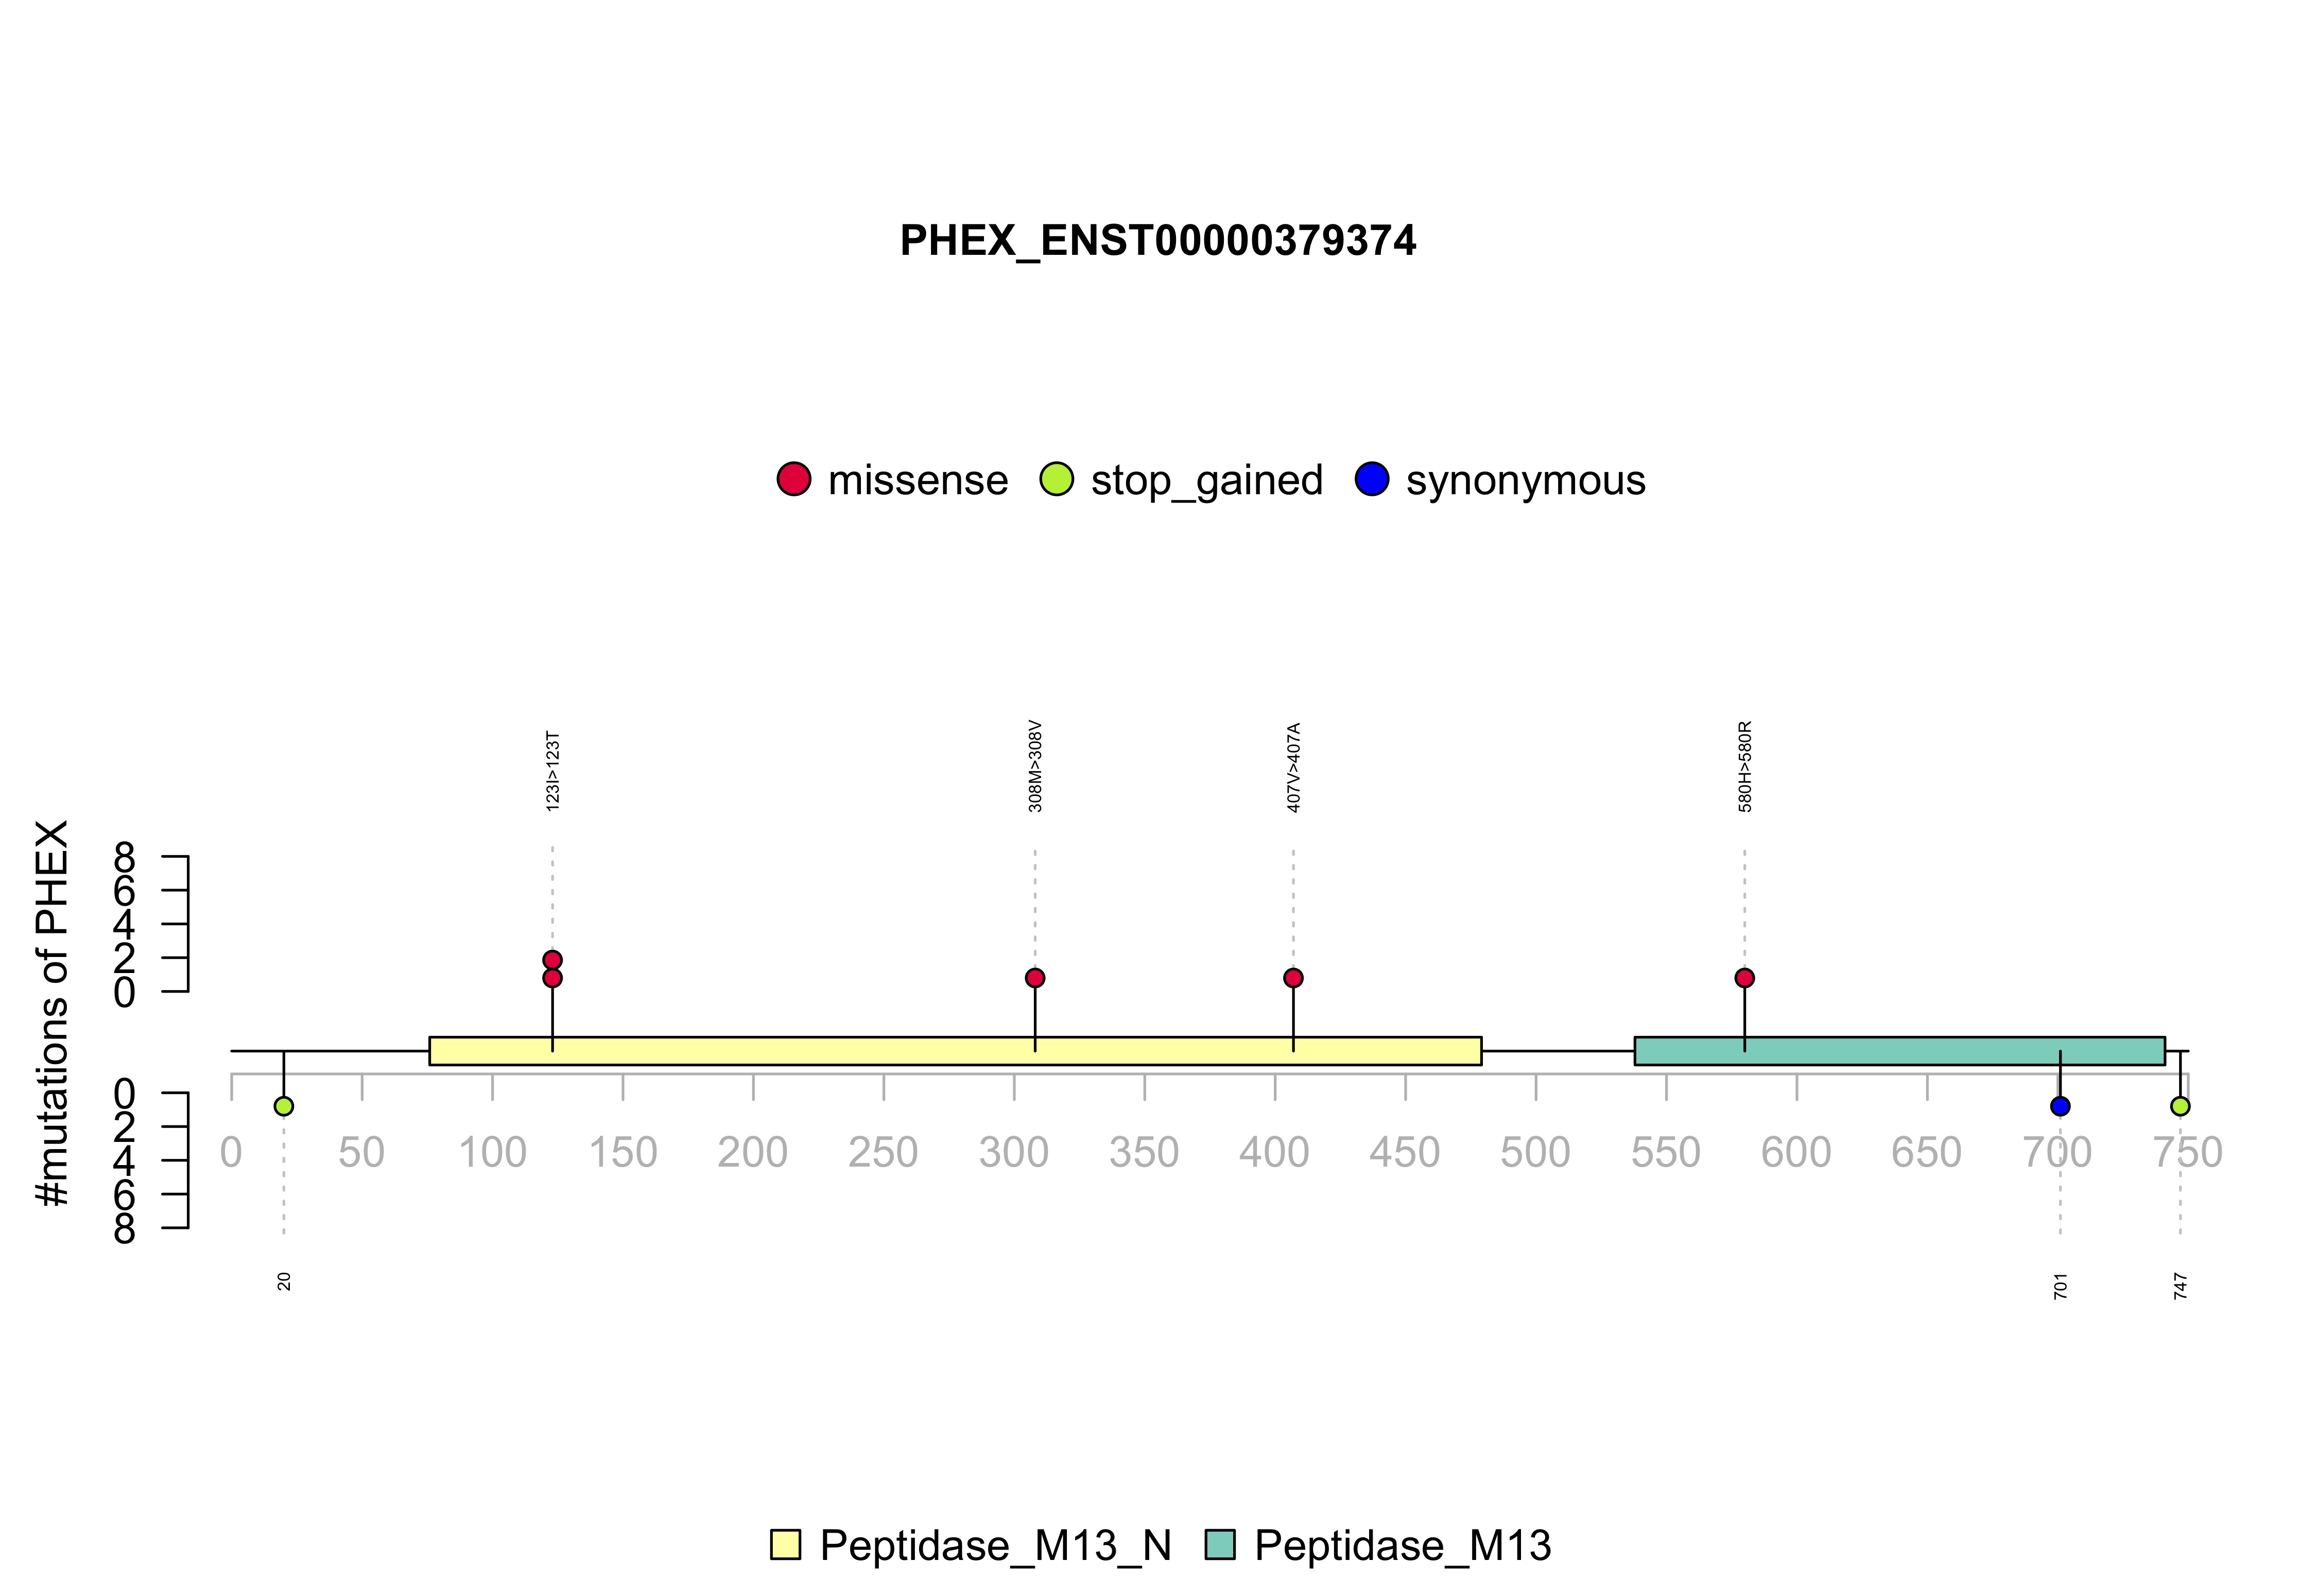 PHEX_ENST00000379374
missense stop_gained synonymous
123I>123T 308M>308V 407V>407A 580H>580R
#mutations of PHEX
8
6
4
2
0
0
2
4
6
8
0 50 100 150 200 250 300 350 400 450 500 550 600 650 700 750
20 701 747
Peptidase_M13_N Peptidase_M13